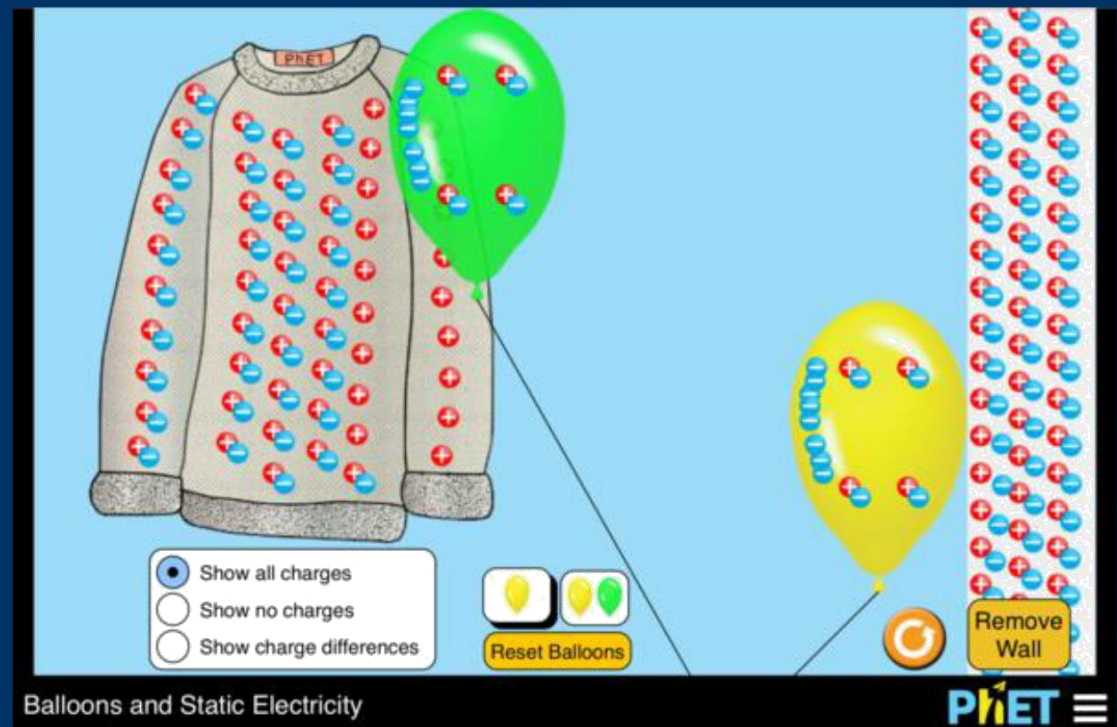 PhET
Show all charges
Show no charges
Show charge differences
Reset Balloons
Remove
Wall
Balloons and Static Electricity
PhET